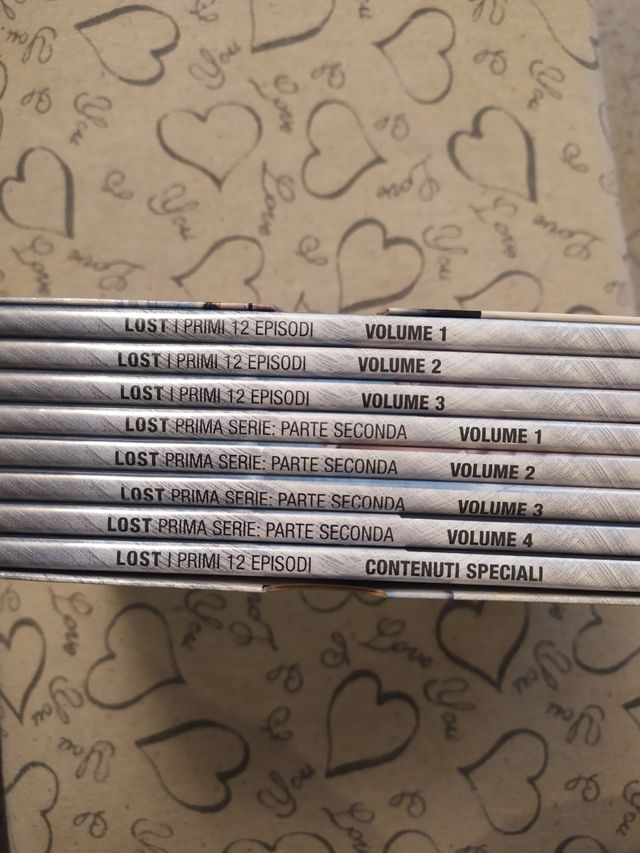 LOST I PRIMI 12 EPISODI VOLUME 1
LOST I PRIMI 12 EPISODI VOLUME 2
LOST I PRIMI 12 EPISODI VOLUME 3
LOST PRIMA SERIE: PARTE SECONDA VOLUME 1
LOST PRIMA SERIE: PARTE SECONDA VOLUME 2
LOST PRIMA SERIE: PARTE SECONDA VOLUME 3
LOST PRIMA SERIE: PARTE SECONDA VOLUME 4
LOST I PRIMI 12 EPISODI CONTENUTI SPECIALI